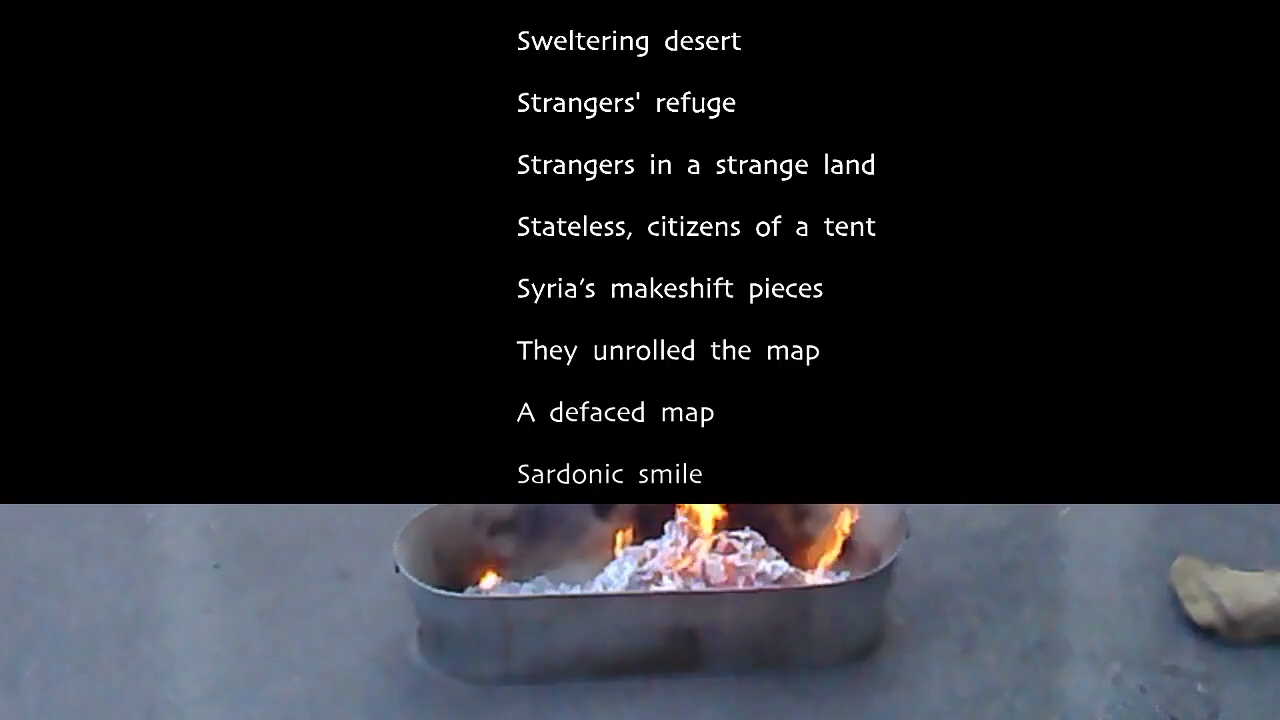 Sweltering desert
Strangers' refuge
Strangers in a strange land
Stateless, citizens of a tent
Syria’s makeshift pieces
They unrolled the map
A defaced map
Sardonic smile